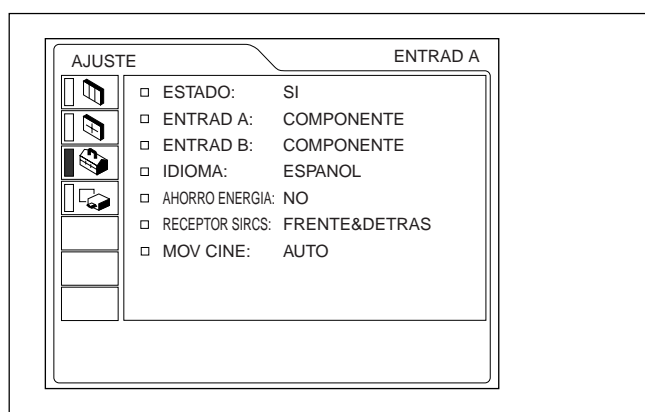 AJUSTE ENTRAD A
ESTADO: SI
ENTRAD A: COMPONENTE
ENTRAD B: COMPONENTE
IDIOMA: ESPANOL
AHORRO ENERGIA: NO
RECEPTOR SIRCS: FRENTE&DETRAS
MOV CINE: AUTO